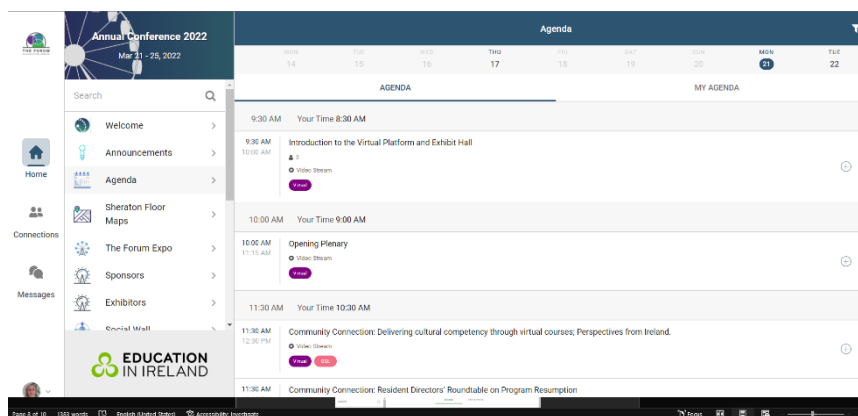 THE FORUM
Annual Conference 2022
Mar 21 - 25, 2022
Search
Welcome
Announcements
Agenda
Sheraton Floor
Maps
The Forum Expo
Sponsors
Exhibitors
Social Wall
EDUCATION
IN IRELAND
Home
Connections
Messages
Agenda
MON TUE WED THU FRI SAT SUN MON TUE
14 15 16 17 18 19 20 21 22
AGENDA MY AGENDA
9:30 AM Your Time 8:30 AM
9:30 AM Introduction to the Virtual Platform and Exhibit Hall
10:00 AM
Video Stream
Virtual
10:00 AM Your Time 9:00 AM
10:00 AM Opening Plenary
11:15 AM
Video Stream
Virtual
11:30 AM Your Time 10:30 AM
11:30 AM Community Connection: Delivering cultural competency through virtual courses; Perspectives from Ireland.
12:30 PM
Video Stream
Virtual
11:30 AM Community Connection: Resident Directors' Roundtable on Program Resumption
Page 8 of 10 1383 words English (United States) Accessibility: Investigate Focus